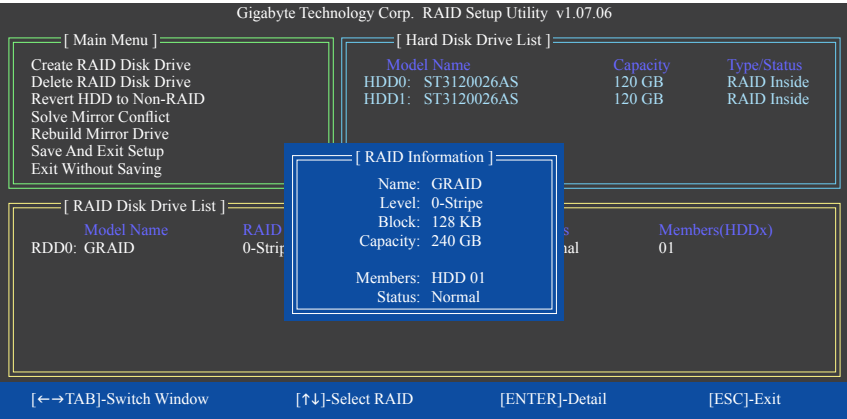 Gigabyte Technology Corp. RAID Setup Utility v1.07.06
[ Main Menu ]
Create RAID Disk Drive
Delete RAID Disk Drive
Revert HDD to Non-RAID
Solve Mirror Conflict
Rebuild Mirror Drive
Save And Exit Setup
Exit Without Saving
[ Hard Disk Drive List ]
Model Name Capacity Type/Status
HDD0: ST3120026AS 120 GB RAID Inside
HDD1: ST3120026AS 120 GB RAID Inside
[ RAID Information ]
Name: GRAID
Level: 0-Stripe
Block: 128 KB
Capacity: 240 GB
Members: HDD 01
Status: Normal
[ RAID Disk Drive List ]
Model Name RAID s Members(HDDx)
RDD0: GRAID 0-Strip al 01
[←→TAB]-Switch Window [↑↓]-Select RAID [ENTER]-Detail [ESC]-Exit